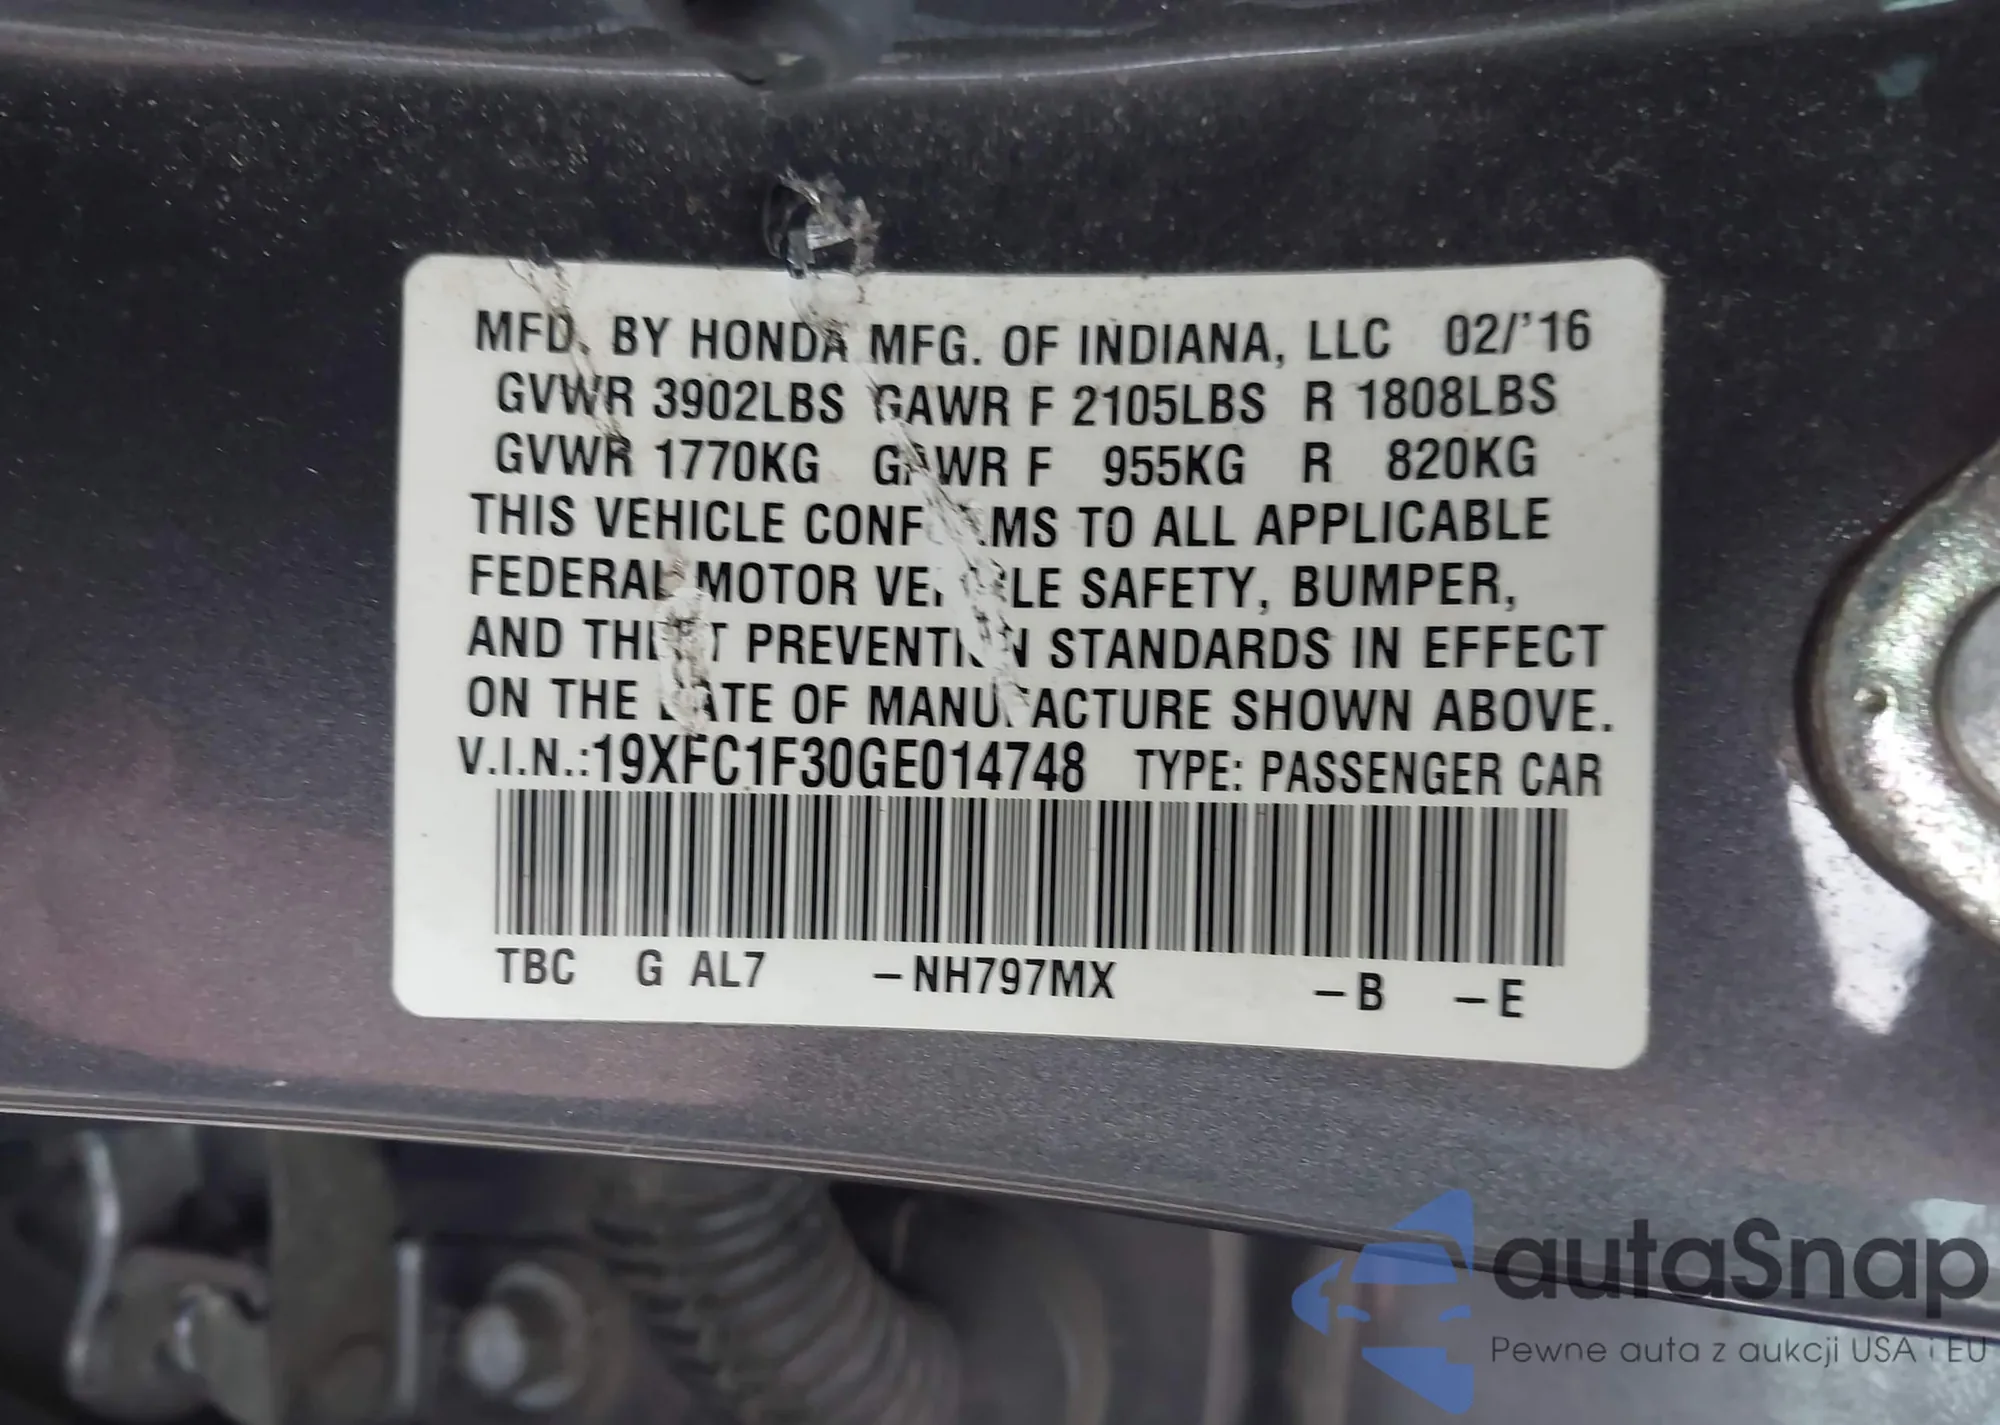 MFD. BY HONDA MFG. OF INDIANA, LLC 02/'16
GVWR 3902LBS GAWR F 2105LBS R 1808LBS
GVWR 1770KG GAWR F 955KG R 820KG
THIS VEHICLE CONFORMS TO ALL APPLICABLE
FEDERAL MOTOR VEHICLE SAFETY, BUMPER,
AND THEFT PREVENTION STANDARDS IN EFFECT
ON THE DATE OF MANUFACTURE SHOWN ABOVE.
V.I.N.:19XFC1F30GE014748 TYPE: PASSENGER CAR
TBC G AL7 -NH797MX -B -E
autaSnap
Pewne auta z aukcji USA i EU